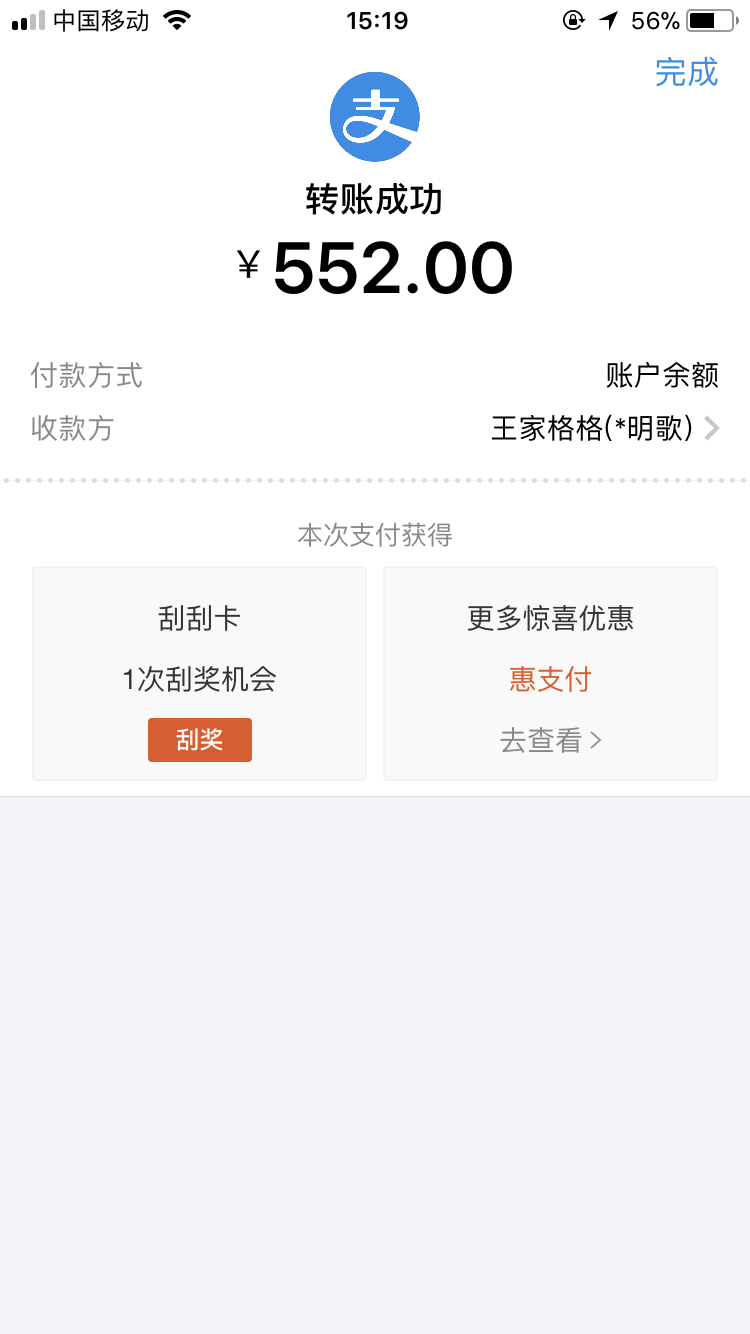 中国移动 15:19 56%
完成
支
转账成功
¥552.00
付款方式 账户余额
收款方 王家格格(*明歌)
本次支付获得
刮刮卡
1次刮奖机会
刮奖
更多惊喜优惠
惠支付
去查看